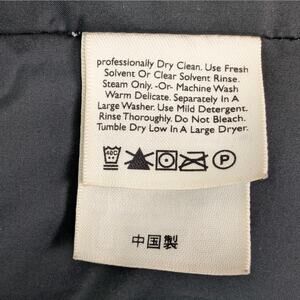 professionally Dry Clean. Use Fresh
Solvent Or Clear Solvent Rinse.
Steam Only. -Or- Machine Wash
Warm Delicate. Separately In A
Large Washer. Use Mild Detergent.
Rinse Thoroughly. Do Not Bleach.
Tumble Dry Low In A Large Dryer.
40C P
中国製